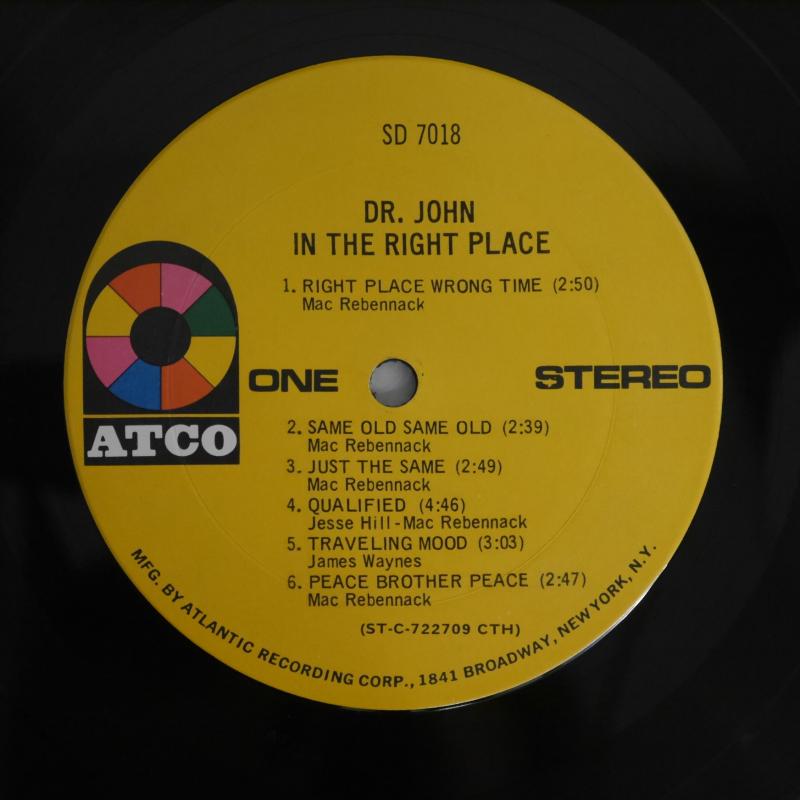 SD 7018
DR. JOHN
IN THE RIGHT PLACE
1. RIGHT PLACE WRONG TIME (2:50)
Mac Rebennack
ATCO
ONE
STEREO
2. SAME OLD SAME OLD (2:39)
Mac Rebennack
3. JUST THE SAME (2:49)
Mac Rebennack
4. QUALIFIED (4:46)
Jesse Hill-Mac Rebennack
5. TRAVELING MOOD (3:03)
James Waynes
6. PEACE BROTHER PEACE (2:47)
Mac Rebennack
(ST-C-722709 CTH)
MFG. BY ATLANTIC RECORDING CORP., 1841 BROADWAY, NEW YORK, N.Y.